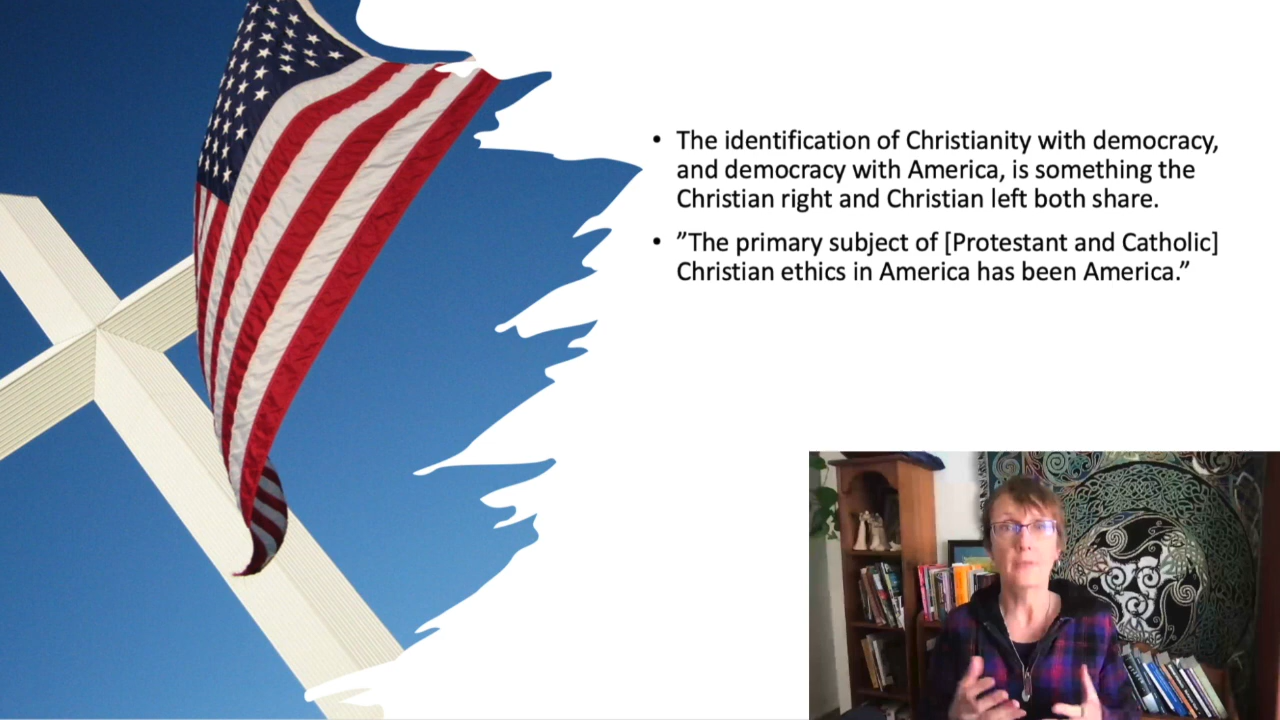 • The identification of Christianity with democracy,
and democracy with America, is something the
Christian right and Christian left both share.
• ”The primary subject of [Protestant and Catholic]
Christian ethics in America has been America.”